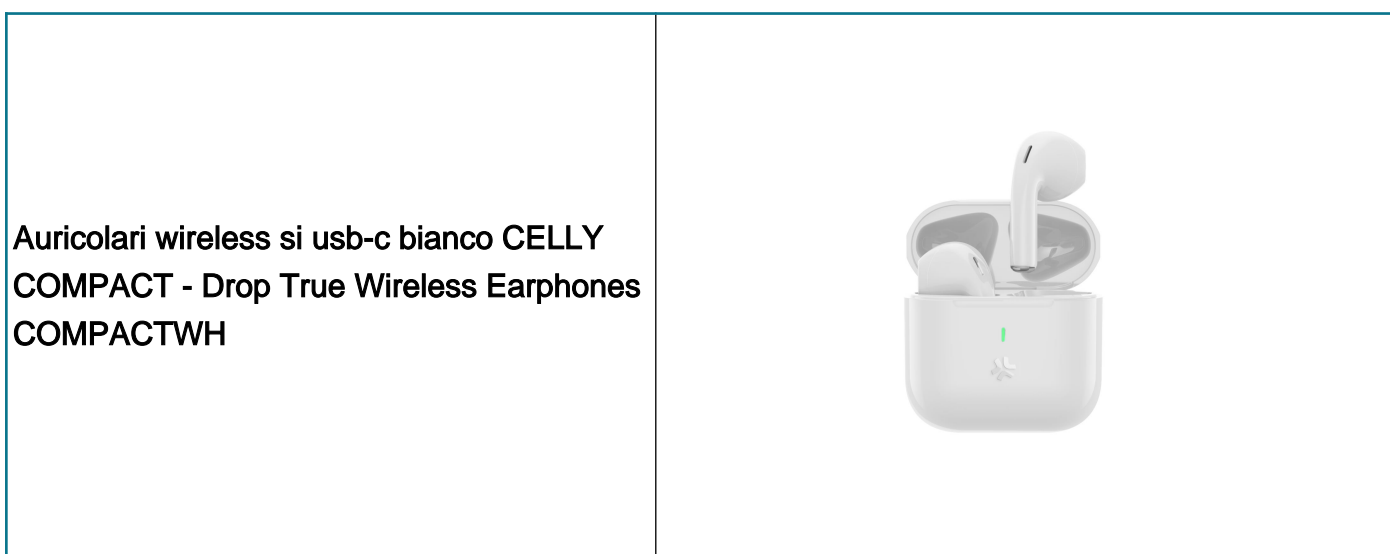 Auricolari wireless si usb-c bianco CELLY
COMPACT - Drop True Wireless Earphones
COMPACTWH